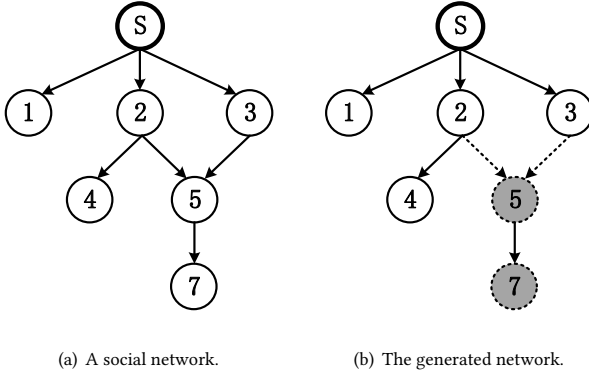 S S
1 2 3 1 2 3
4 5 4 5
7 7
(a) A social network. (b) The generated network.